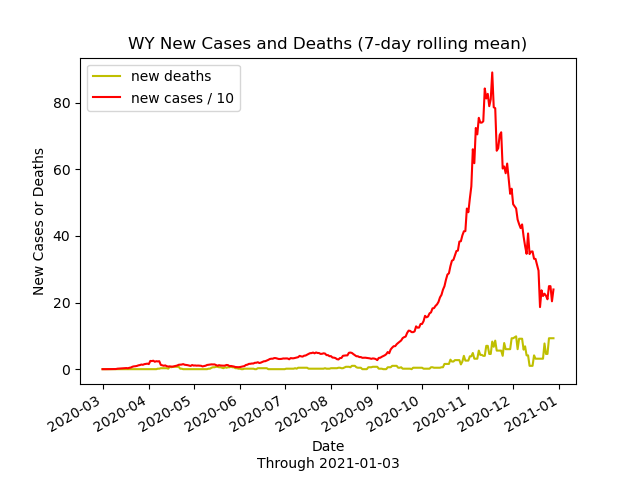 WY New Cases and Deaths (7-day rolling mean)
new deaths
new cases / 10
New Cases or Deaths
80
60
40
20
0
2020-03
2020-04
2020-05
2020-06
2020-07
2020-08
2020-09
2020-10
2020-11
2020-12
2021-01
Date
Through 2021-01-03